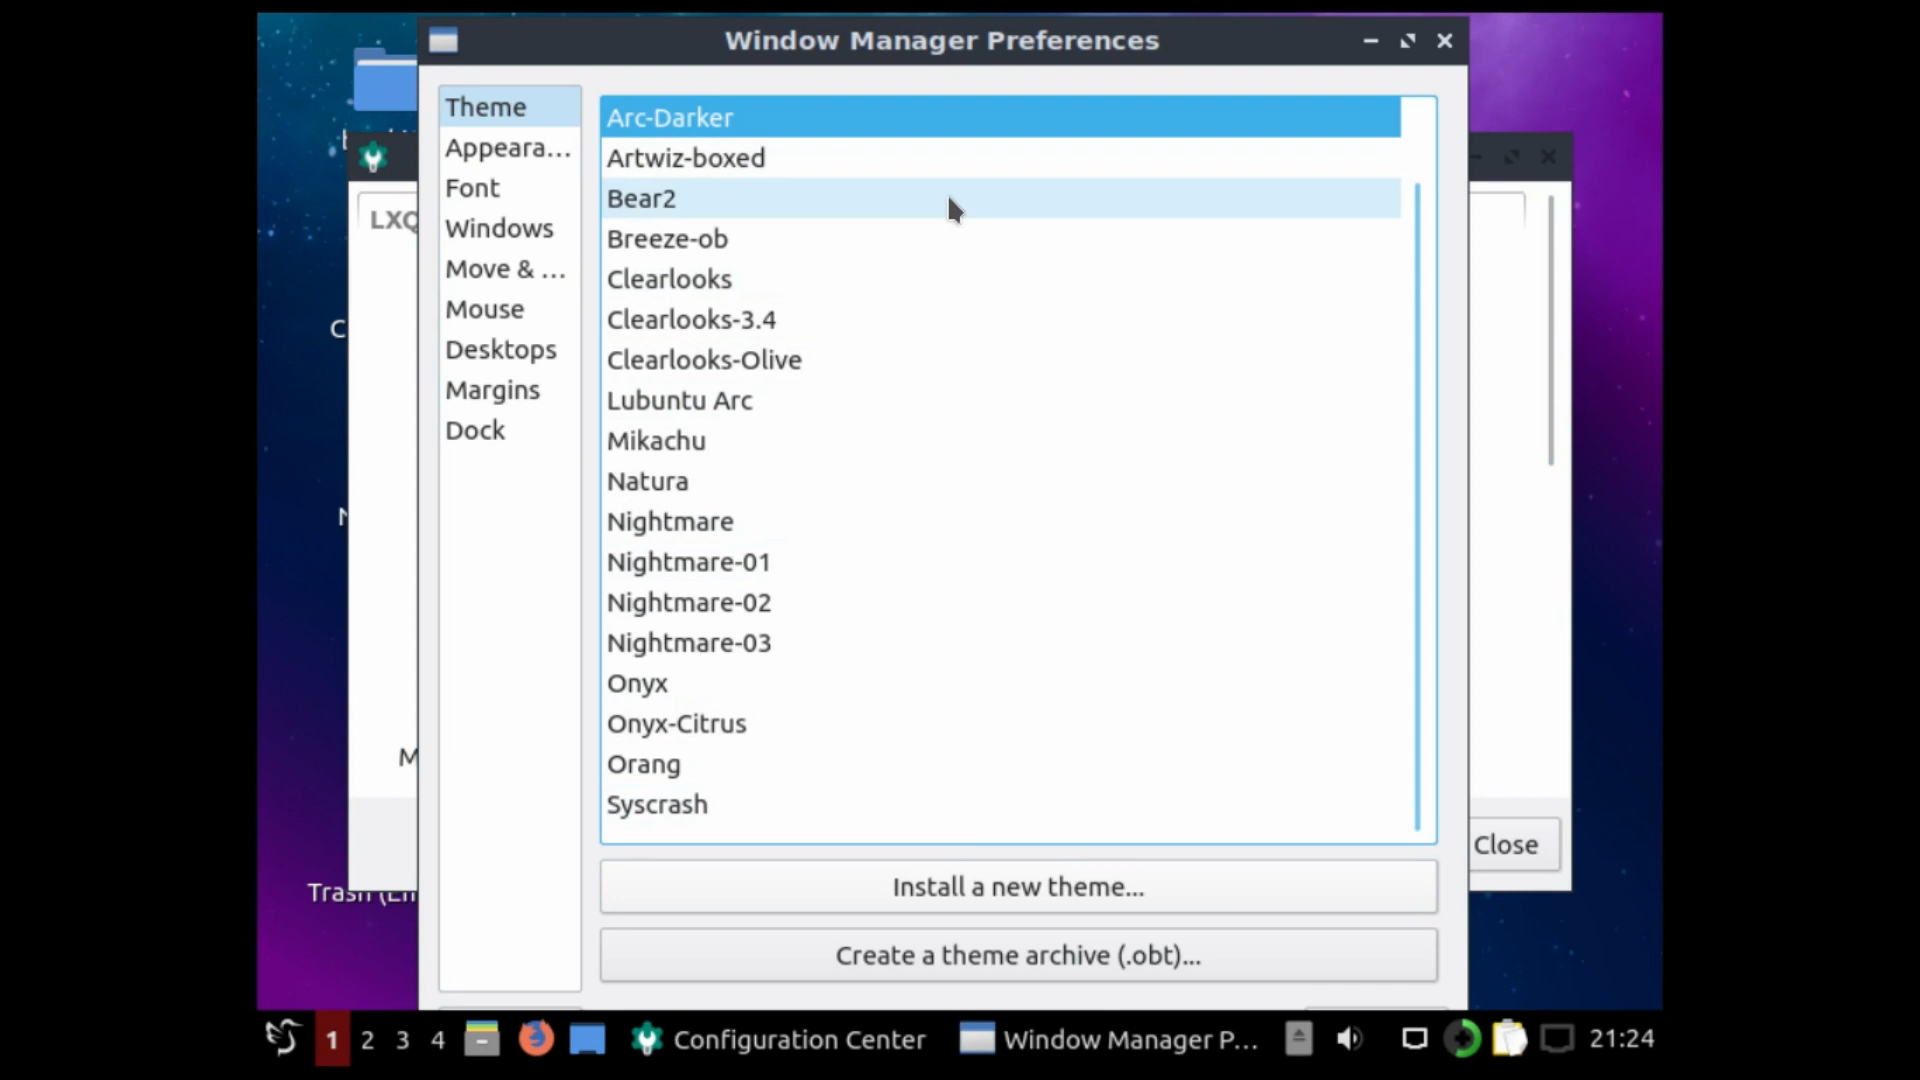 Window Manager Preferences
Theme
Appeara...
Font
Windows
Move & ...
Mouse
Desktops
Margins
Dock
Arc-Darker
Artwiz-boxed
Bear2
Breeze-ob
Clearlooks
Clearlooks-3.4
Clearlooks-Olive
Lubuntu Arc
Mikachu
Natura
Nightmare
Nightmare-01
Nightmare-02
Nightmare-03
Onyx
Onyx-Citrus
Orang
Syscrash
Install a new theme...
Create a theme archive (.obt)...
LXQ
C
N
M
Trash
Close
1 2 3 4 Configuration Center Window Manager P... 21:24